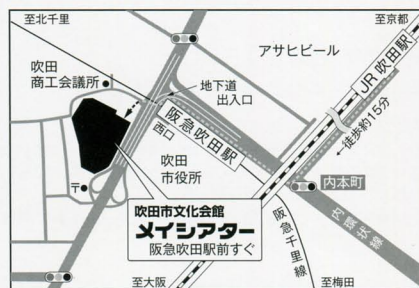 至北千里
至京都
アサヒビール
JR吹田駅
吹田
商工会議所
地下道
出入口
阪急吹田駅
西口
←徒歩約15分
吹田
市役所
〒
内本町
内環状線
吹田市文化会館
メイシアター
阪急吹田駅前すぐ
阪急千里線
至大阪
至梅田